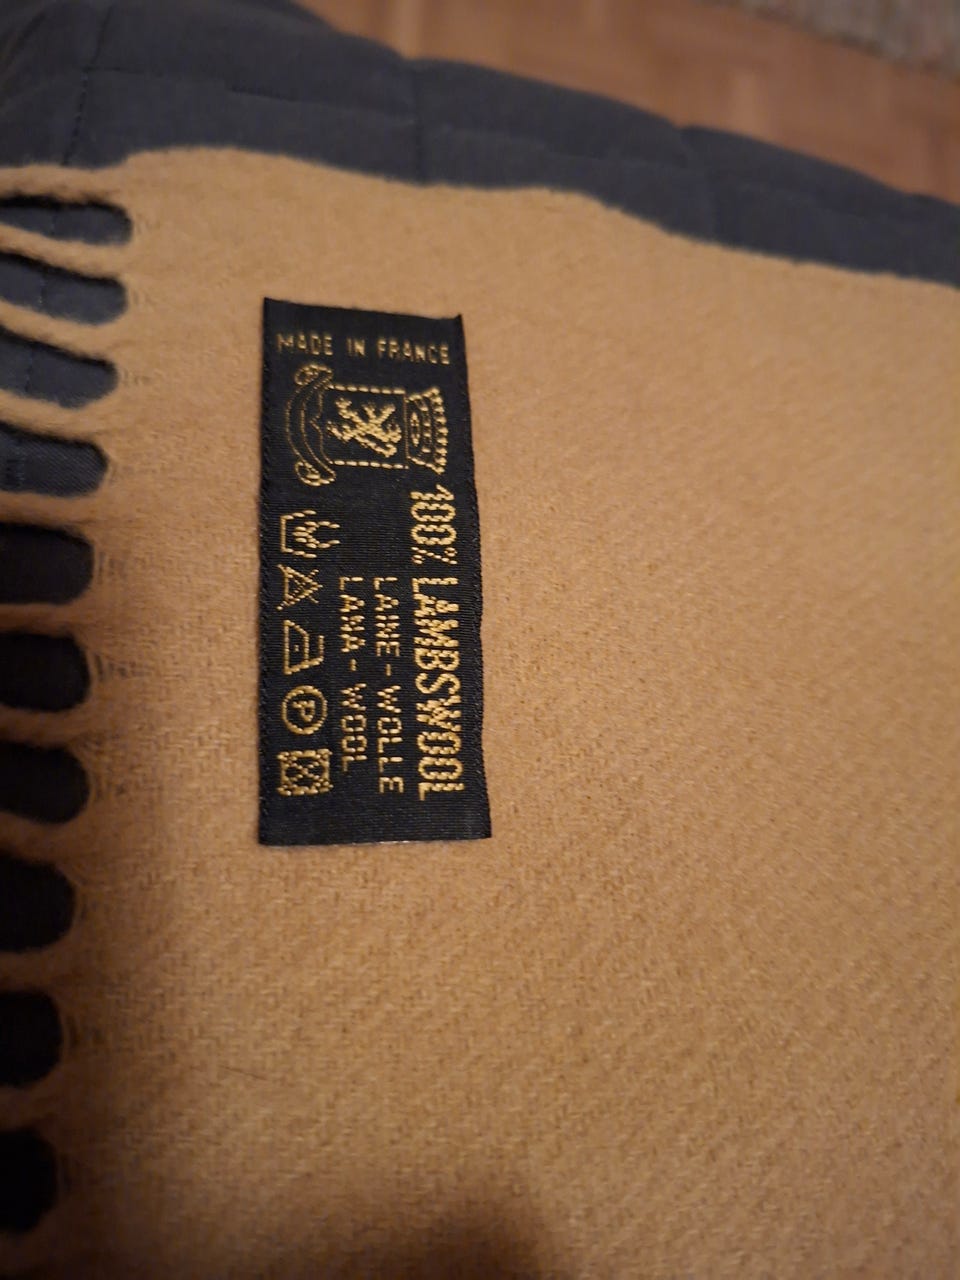 MADE IN FRANCE
100% LAMBSWOOL
LAINE - WOLLE
LANA - WOOL
P